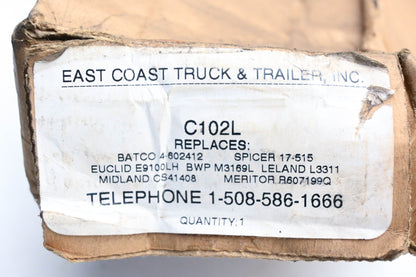 EAST COAST TRUCK & TRAILER, INC.
C102L
REPLACES:
BATCO 4-602412 SPICER 17-515
EUCLID E9100LH BWP M3169L LELAND L3311
MIDLAND CS41408 MERITOR R607199Q
TELEPHONE 1-508-586-1666
QUANTITY:1